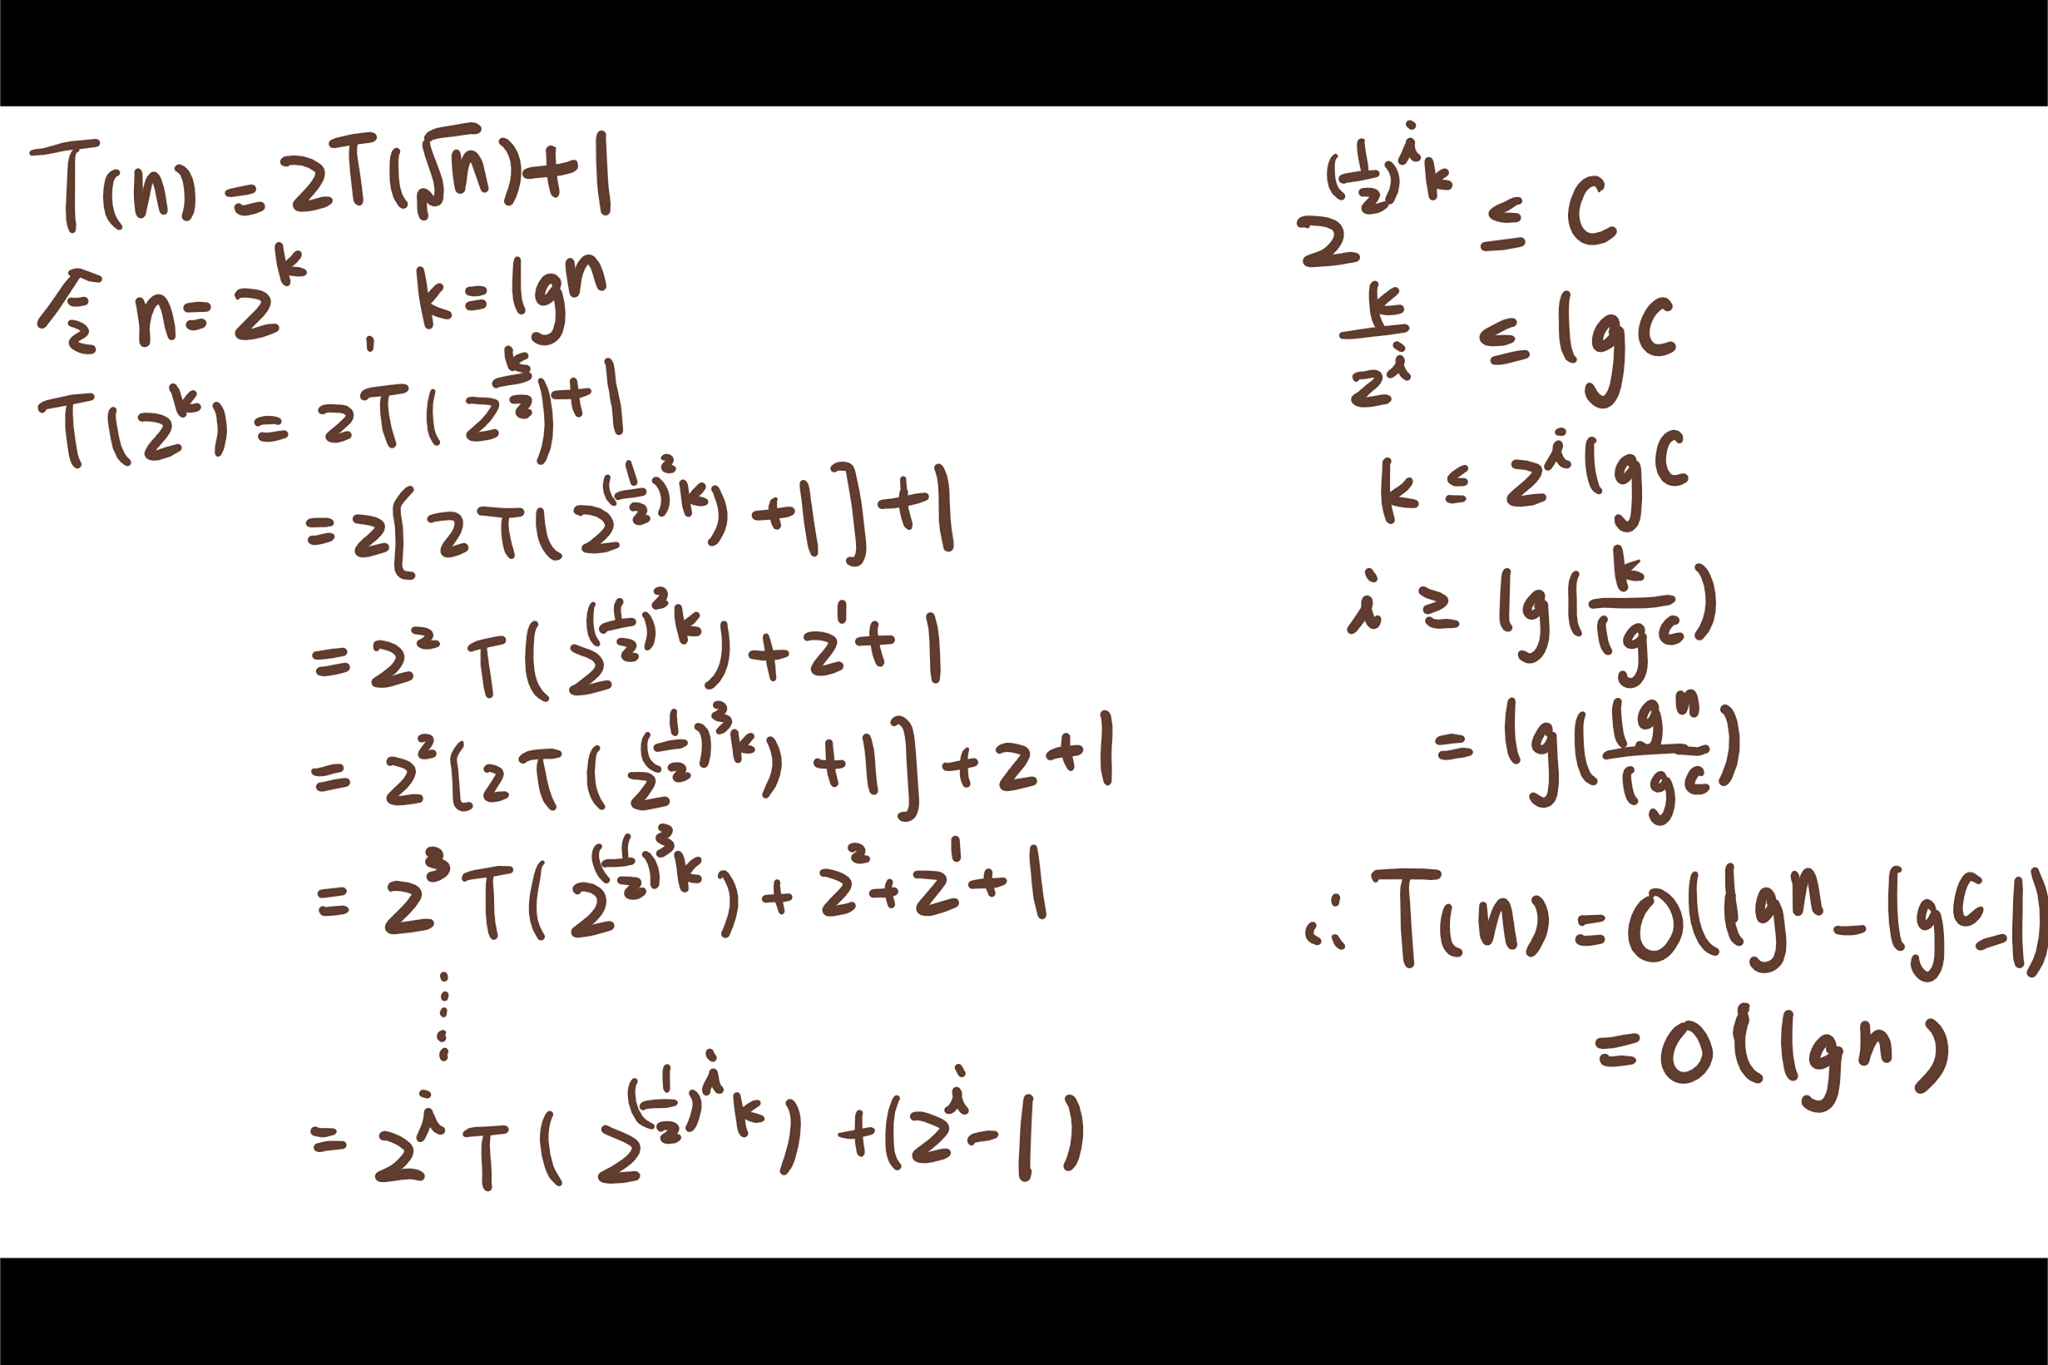 T(n) = 2T(√n)+1
令 n=2^k, k=lgn
T(2^k) = 2T(2^(k/2))+1
= 2[2T(2^((1/2)^2 k)) +1]+1
= 2^2 T(2^((1/2)^2 k))+2^1+1
= 2^2[2T(2^((1/2)^3 k)) +1]+2+1
= 2^3 T(2^((1/2)^3 k))+2^2+2^1+1
⋮
= 2^i T(2^((1/2)^i k)) +(2^i-1)
2^((1/2)^i k) ≤ C
k/2^i ≤ lgC
k ≤ 2^i lgC
i ≥ lg(k/lgC)
= lg(lgn/lgC)
∴ T(n) = O(lgn - lgC-1)
= O(lgn)